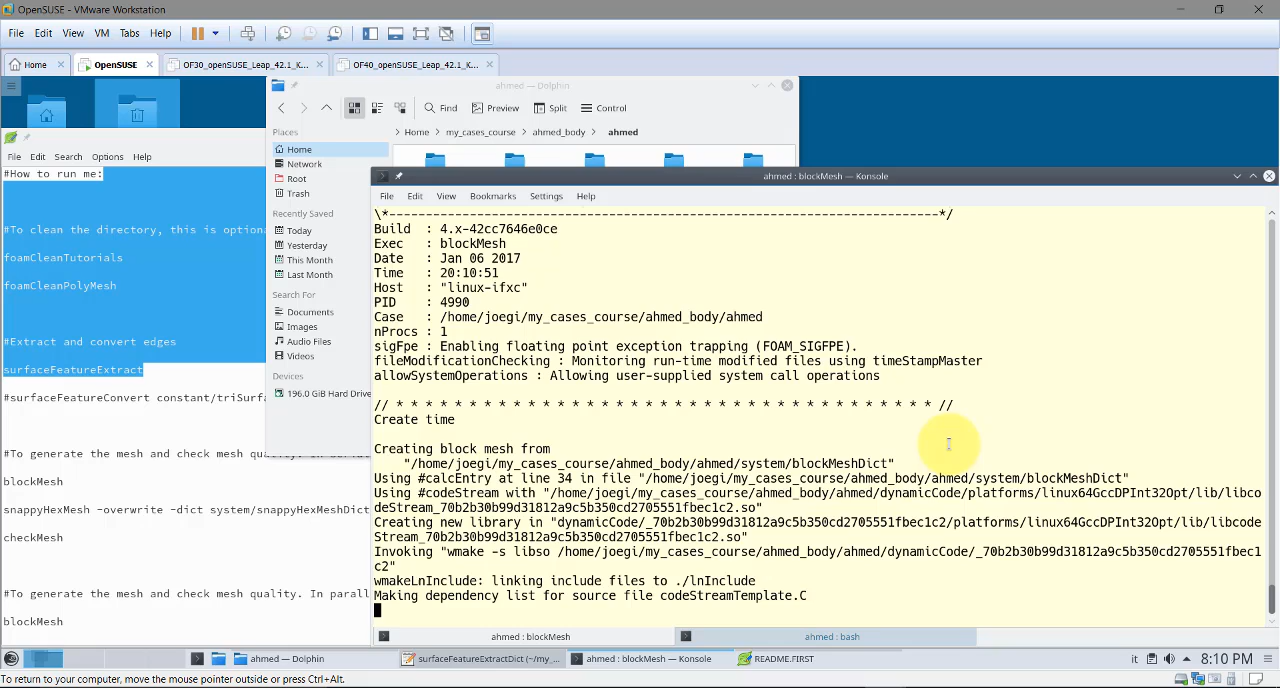 OpenSUSE - VMware Workstation
File Edit View VM Tabs Help
Home OpenSUSE OF30_openSUSE_Leap_42.1_K... OF40_openSUSE_Leap_42.1_K...
ahmed — Dolphin
Find Preview Split Control
Places
Home my_cases_course ahmed_body ahmed
Home
Network
Root
Trash
Recently Saved
Today
Yesterday
This Month
Last Month
Search For
Documents
Images
Audio Files
Videos
Devices
196.0 GiB Hard Drive
File Edit Search Options Help
#How to run me:
#To clean the directory, this is optiona
foamCleanTutorials
foamCleanPolyMesh
#Extract and convert edges
surfaceFeatureExtract
#surfaceFeatureConvert constant/triSurf
#To generate the mesh and check mesh quality.
blockMesh
snappyHexMesh -overwrite -dict system/snappyHexMeshDict
checkMesh
#To generate the mesh and check mesh quality. In parall
blockMesh
ahmed : blockMesh — Konsole
File Edit View Bookmarks Settings Help
\*---------------------------------------------------------------------------*/
Build : 4.x-42cc7646e0ce
Exec : blockMesh
Date : Jan 06 2017
Time : 20:10:51
Host : "linux-ifxc"
PID : 4990
Case : /home/joegi/my_cases_course/ahmed_body/ahmed
nProcs : 1
sigFpe : Enabling floating point exception trapping (FOAM_SIGFPE).
fileModificationChecking : Monitoring run-time modified files using timeStampMaster
allowSystemOperations : Allowing user-supplied system call operations
// * * * * * * * * * * * * * * * * * * * * * * * * * * * * * * * * * * * * * //
Create time
Creating block mesh from
"/home/joegi/my_cases_course/ahmed_body/ahmed/system/blockMeshDict"
Using #calcEntry at line 34 in file "/home/joegi/my_cases_course/ahmed_body/ahmed/system/blockMeshDict"
Using #codeStream with "/home/joegi/my_cases_course/ahmed_body/ahmed/dynamicCode/platforms/linux64GccDPInt32Opt/lib/libco
deStream_70b2b30b99d31812a9c5b350cd2705551fbec1c2.so"
Creating new library in "dynamicCode/_70b2b30b99d31812a9c5b350cd2705551fbec1c2/platforms/linux64GccDPInt32Opt/lib/libcode
Stream_70b2b30b99d31812a9c5b350cd2705551fbec1c2.so"
Invoking "wmake -s libso /home/joegi/my_cases_course/ahmed_body/ahmed/dynamicCode/_70b2b30b99d31812a9c5b350cd2705551fbec1
c2"
wmakeLnInclude: linking include files to ./lnInclude
Making dependency list for source file codeStreamTemplate.C
ahmed : blockMesh ahmed : bash
ahmed — Dolphin surfaceFeatureExtractDict (~/my_... ahmed : blockMesh — Konsole README.FIRST it 8:10 PM
To return to your computer, move the mouse pointer outside or press Ctrl+Alt.